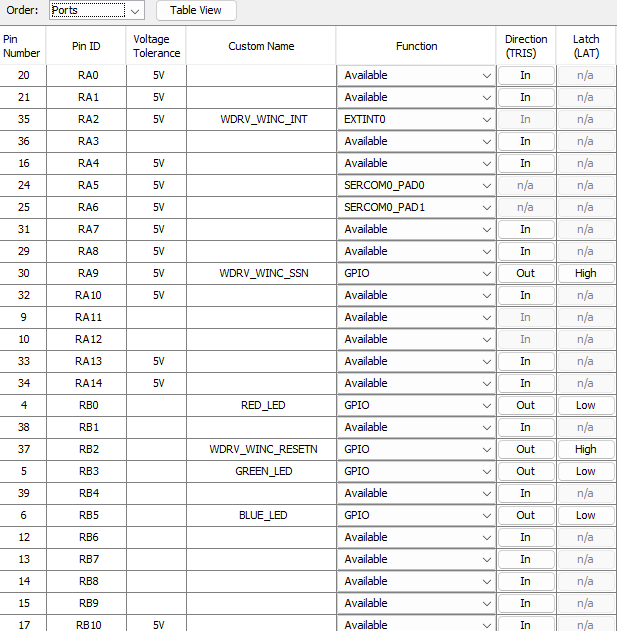 Order: Ports Table View
Pin Number Pin ID Voltage Tolerance Custom Name Function Direction (TRIS) Latch (LAT)
20 RA0 5V Available In n/a
21 RA1 5V Available In n/a
35 RA2 5V WDRV_WINC_INT EXTINT0 In n/a
36 RA3 Available In n/a
16 RA4 5V Available In n/a
24 RA5 5V SERCOM0_PAD0 n/a n/a
25 RA6 5V SERCOM0_PAD1 n/a n/a
31 RA7 5V Available In n/a
29 RA8 5V Available In n/a
30 RA9 5V WDRV_WINC_SSN GPIO Out High
32 RA10 5V Available In n/a
9 RA11 Available In n/a
10 RA12 Available In n/a
33 RA13 5V Available In n/a
34 RA14 5V Available In n/a
4 RB0 RED_LED GPIO Out Low
38 RB1 Available In n/a
37 RB2 WDRV_WINC_RESETN GPIO Out High
5 RB3 GREEN_LED GPIO Out Low
39 RB4 Available In n/a
6 RB5 BLUE_LED GPIO Out Low
12 RB6 Available In n/a
13 RB7 Available In n/a
14 RB8 Available In n/a
15 RB9 Available In n/a
17 RB10 5V Available In n/a